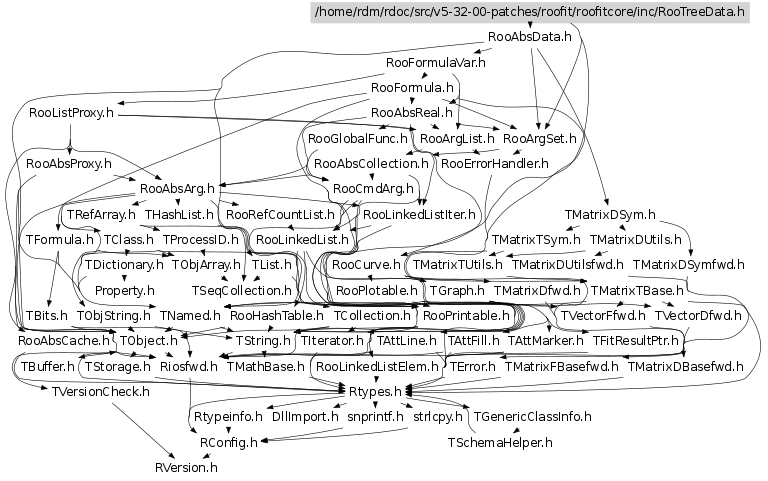 /home/rdm/rdoc/src/v5-32-00-patches/roofit/roofitcore/inc/RooTreeData.h
RooAbsData.h
RooFormulaVar.h
RooFormula.h
RooListProxy.h RooAbsReal.h
RooGlobalFunc.h RooArgList.h RooArgSet.h
RooAbsProxy.h RooAbsCollection.h RooErrorHandler.h
RooAbsArg.h RooCmdArg.h
TRefArray.h THashList.h RooRefCountList.h RooLinkedListIter.h TMatrixDSym.h
TFormula.h TClass.h TProcessID.h RooLinkedList.h TMatrixTSym.h TMatrixDUtils.h
TDictionary.h TObjArray.h TList.h RooCurve.h TMatrixTUtils.h TMatrixDUtilsfwd.h TMatrixDSymfwd.h
Property.h TSeqCollection.h RooPlotable.h TGraph.h TMatrixDfwd.h TMatrixTBase.h
TBits.h TObjString.h TNamed.h RooHashTable.h TCollection.h RooPrintable.h TVectorFfwd.h TVectorDfwd.h
RooAbsCache.h TObject.h TString.h TIterator.h TAttLine.h TAttFill.h TAttMarker.h TFitResultPtr.h
TBuffer.h TStorage.h Riosfwd.h TMathBase.h RooLinkedListElem.h TError.h TMatrixFBasefwd.h TMatrixDBasefwd.h
TVersionCheck.h Rtypes.h
Rtypeinfo.h DllImport.h snprintf.h strlcpy.h TGenericClassInfo.h
RConfig.h TSchemaHelper.h
RVersion.h